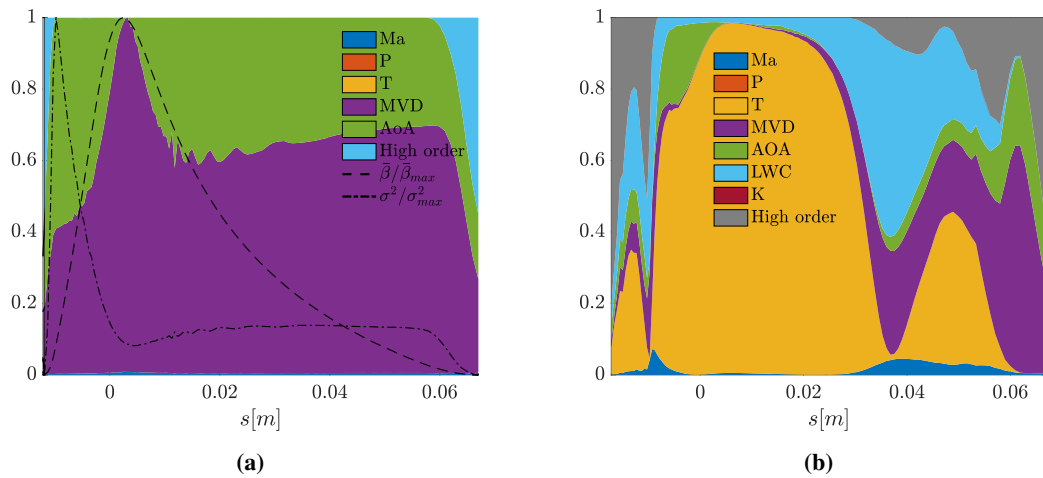 1
0.8
0.6
0.4
0.2
0
0
0.02
0.04
0.06
s[m]
Ma
P
T
MVD
AoA
High order
β̄/β̄max
σ²/σ²max
(a)
1
0.8
0.6
0.4
0.2
0
0
0.02
0.04
0.06
s[m]
Ma
P
T
MVD
AOA
LWC
K
High order
(b)